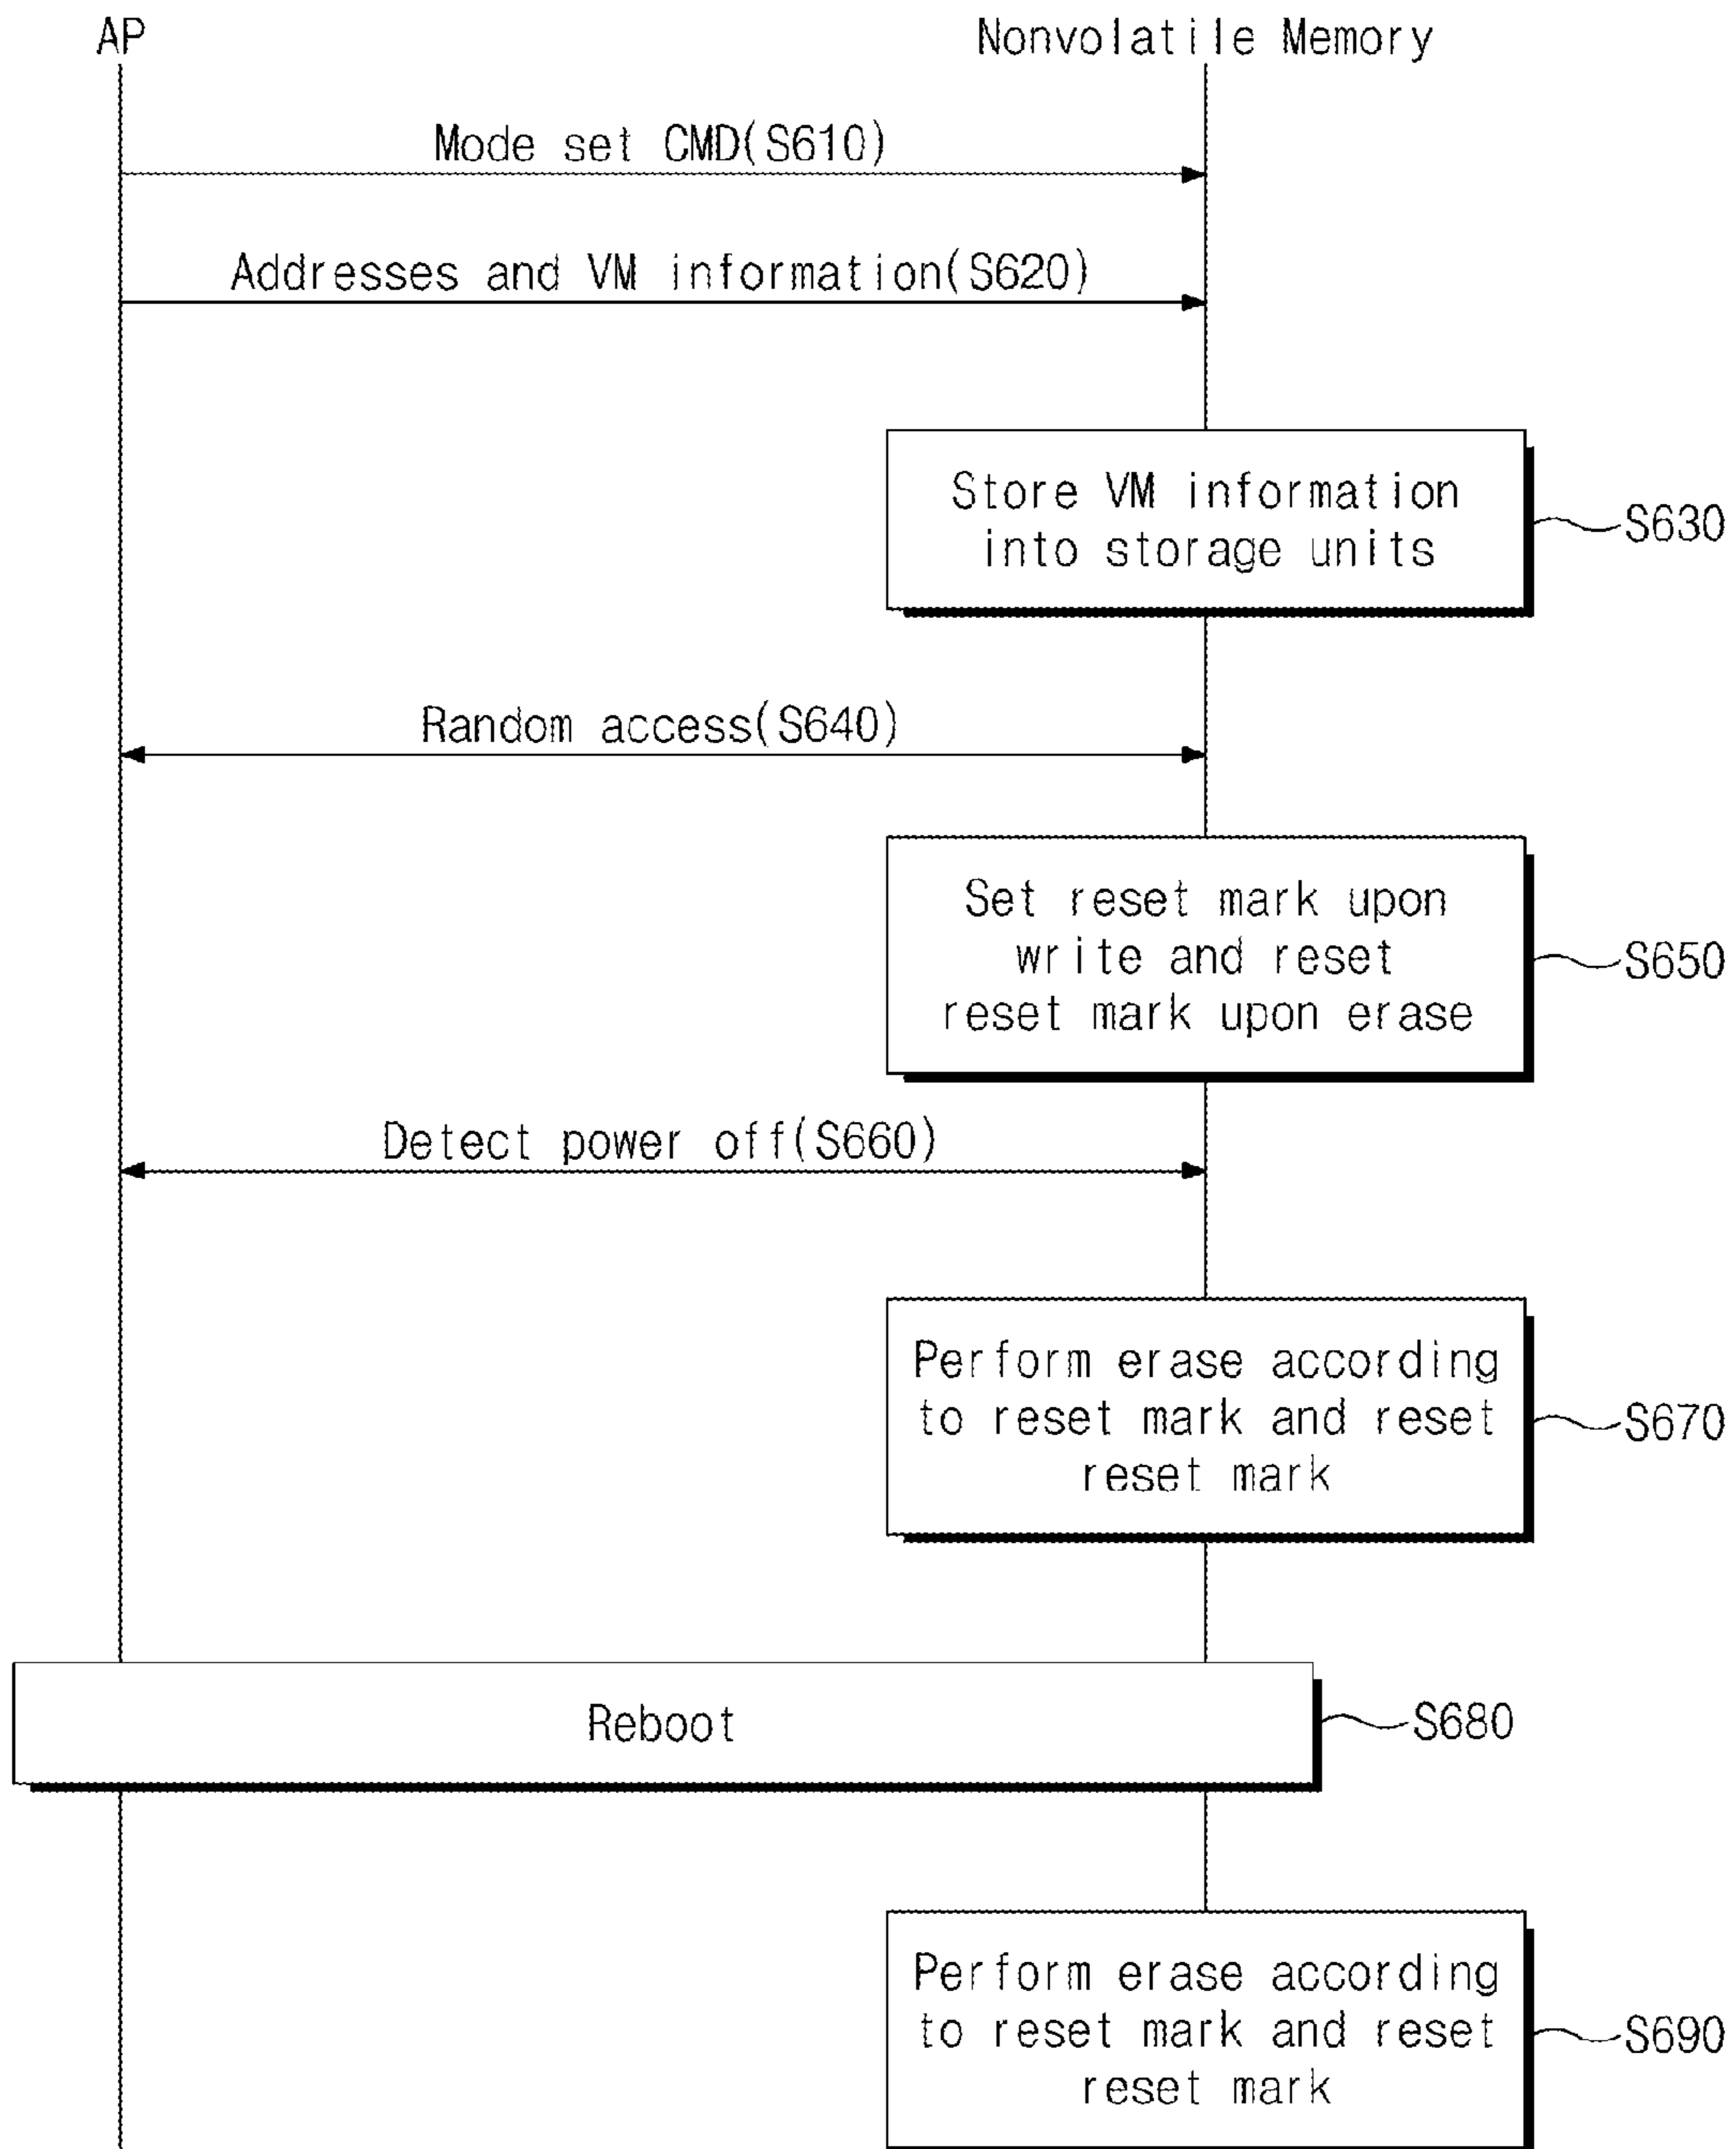 AP
Nonvolatile Memory
Mode set CMD(S610)
Addresses and VM information(S620)
Store VM information
into storage units
S630
Random access(S640)
Set reset mark upon
write and reset
reset mark upon erase
S650
Detect power off(S660)
Perform erase according
to reset mark and reset
reset mark
S670
Reboot
S680
Perform erase according
to reset mark and reset
reset mark
S690